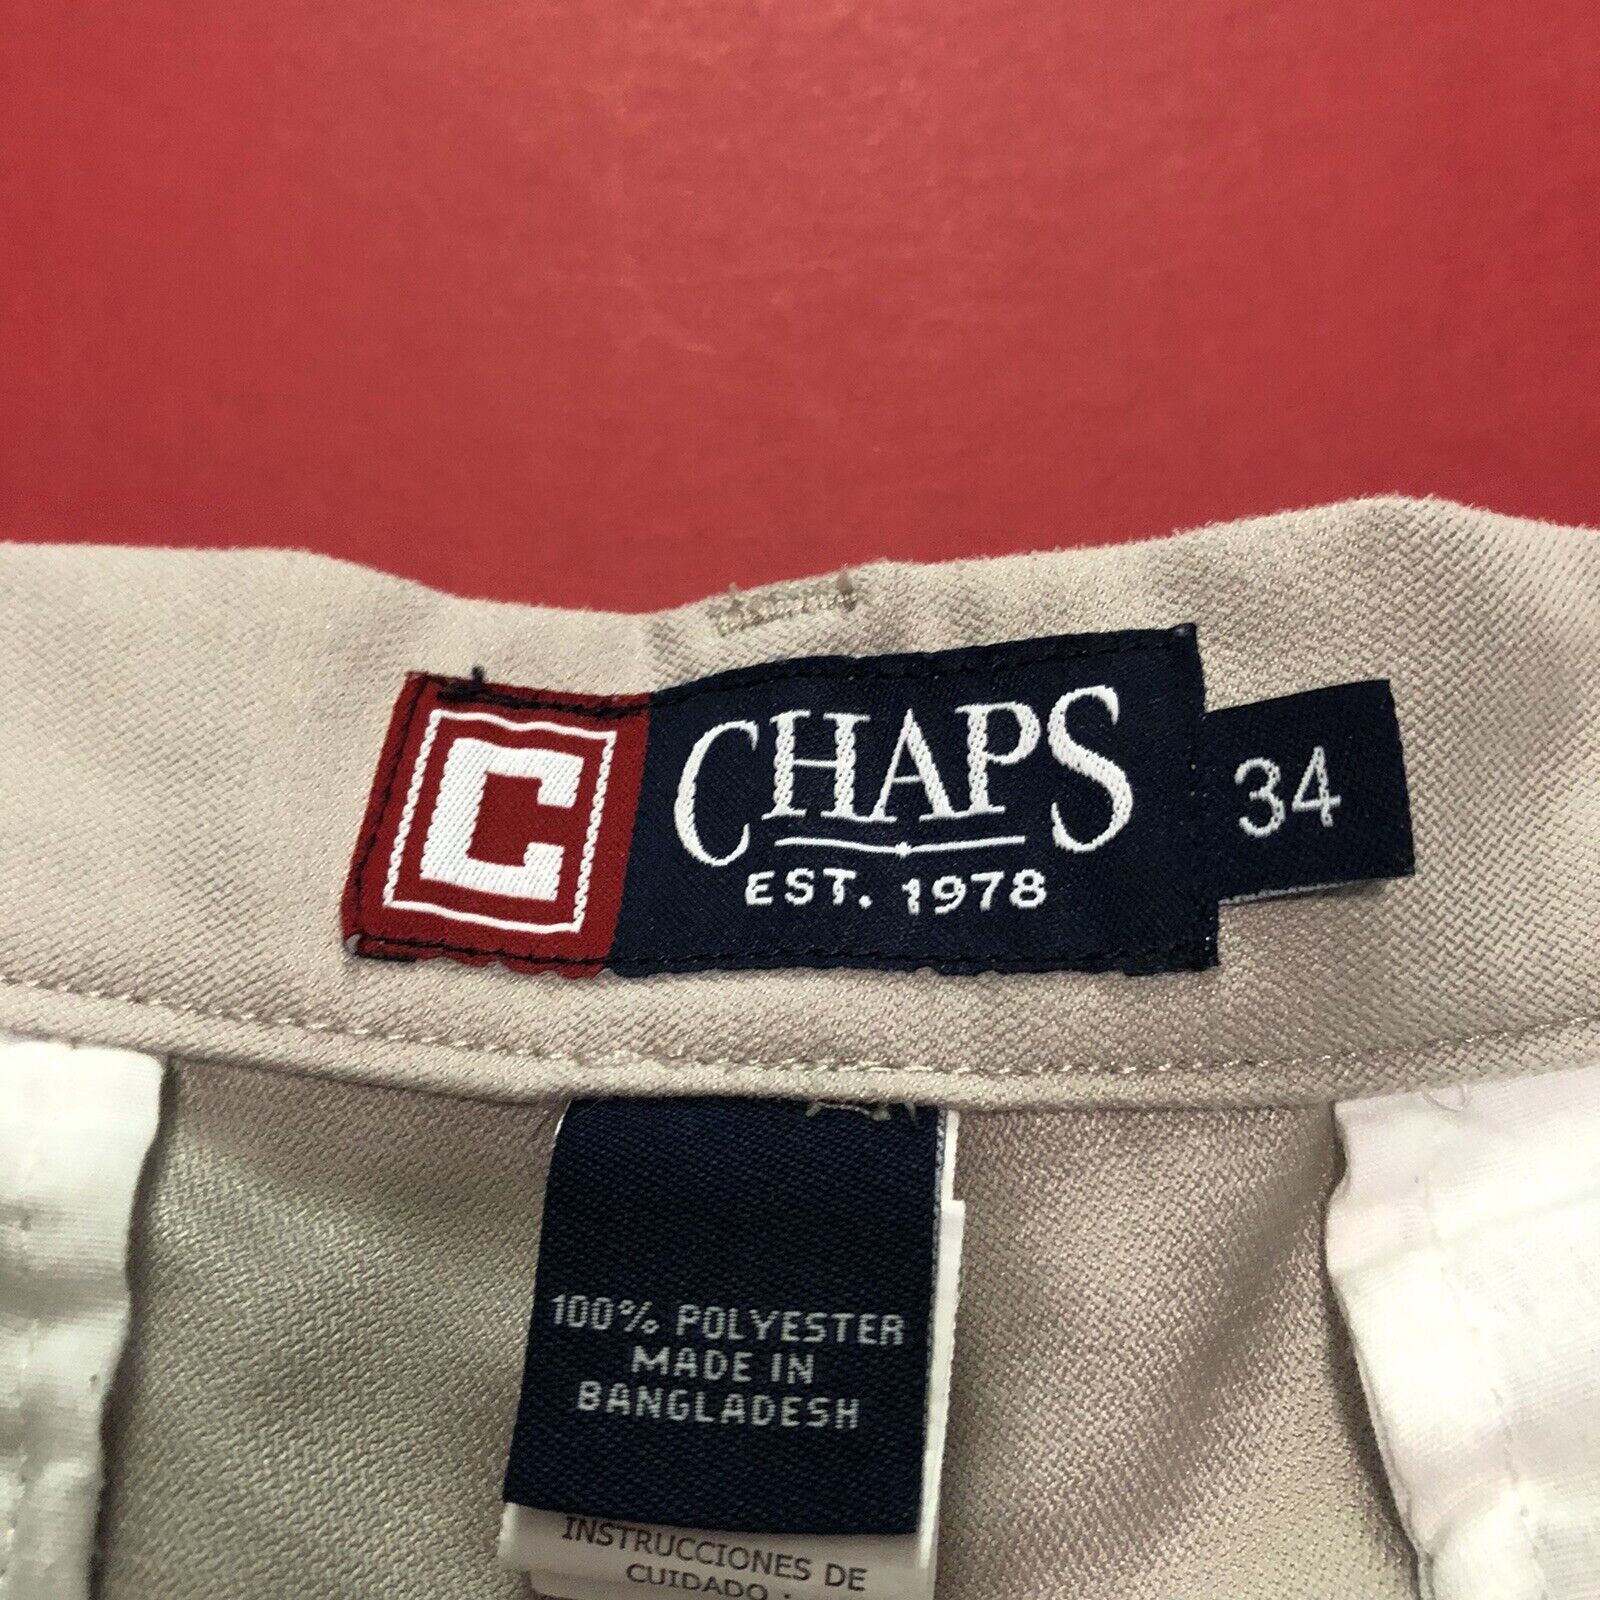 C
CHAPS
EST. 1978
34
100% POLYESTER
MADE IN
BANGLADESH
INSTRUCCIONES DE
CUIDADO